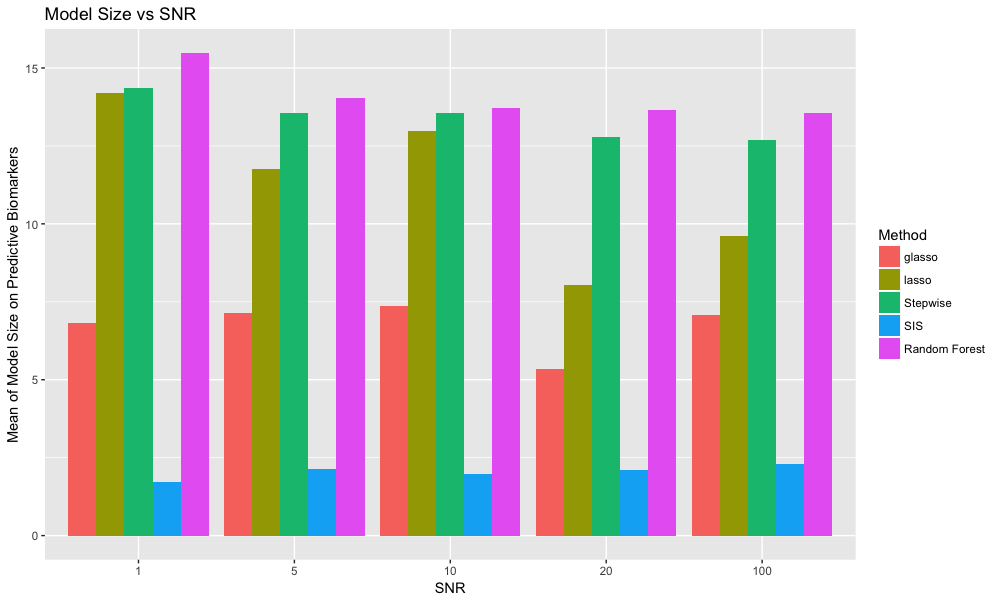 Model Size vs SNR
Mean of Model Size on Predictive Biomarkers
15
10
5
0
1 5 10 20 100
SNR
Method
glasso
lasso
Stepwise
SIS
Random Forest